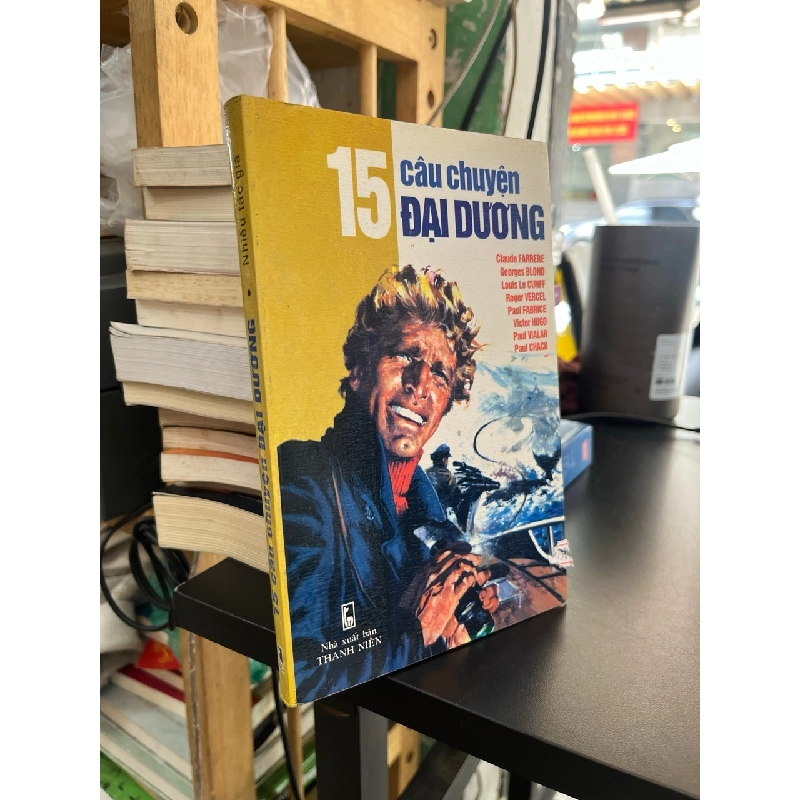 15
câu chuyện
ĐẠI DƯƠNG
Claude FARRERE
Georges BLOND
Louis Le CUNFF
Roger VERCEL
Paul FABRICE
Victor HUGO
Paul VIALAR
Paul CHACK
Nhà xuất bản
THANH NIÊN
15 CÂU CHUYỆN ĐẠI DƯƠNG • Nhiều tác giả